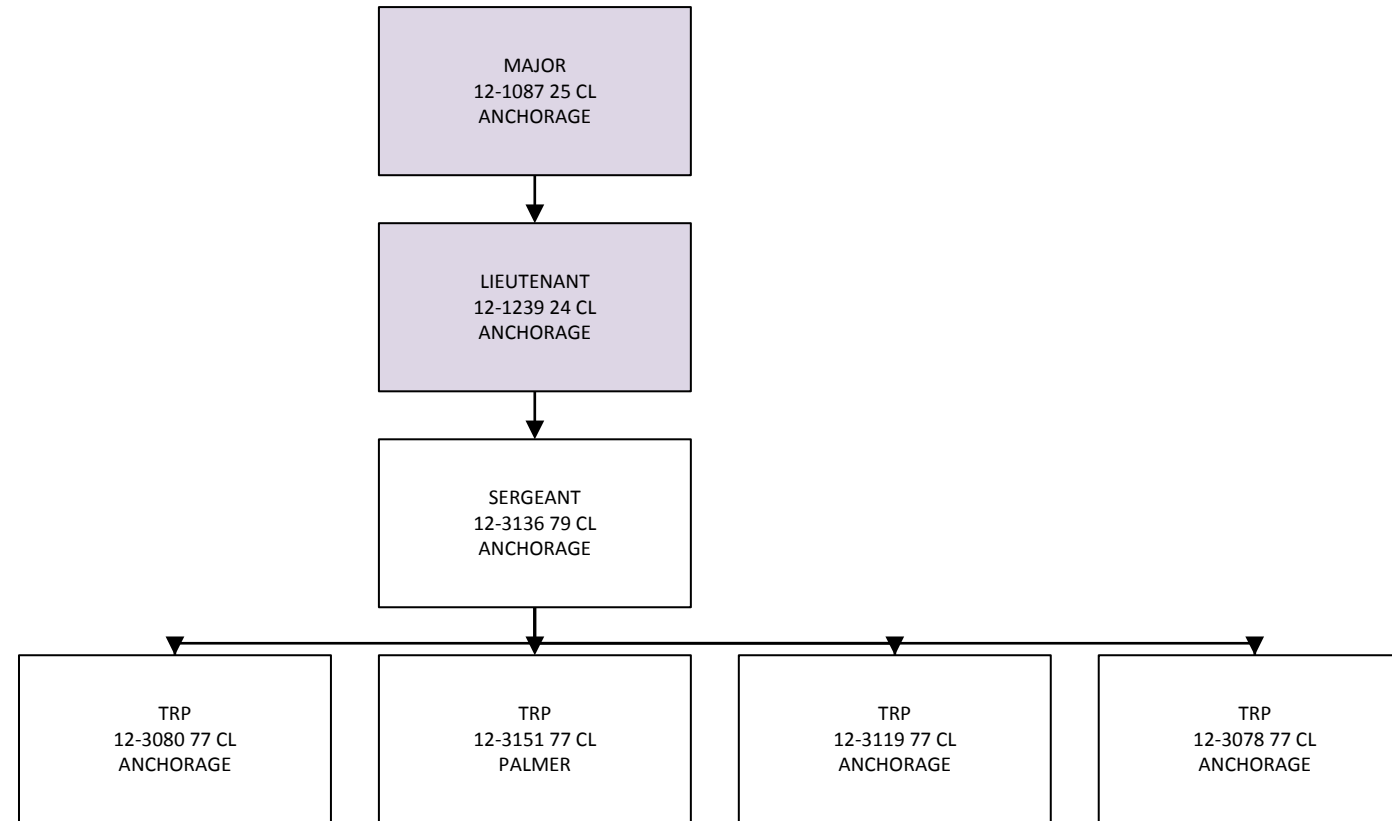 MAJOR
12-1087 25 CL
ANCHORAGE
LIEUTENANT
12-1239 24 CL
ANCHORAGE
SERGEANT
12-3136 79 CL
ANCHORAGE
TRP
12-3080 77 CL
ANCHORAGE
TRP
12-3151 77 CL
PALMER
TRP
12-3119 77 CL
ANCHORAGE
TRP
12-3078 77 CL
ANCHORAGE